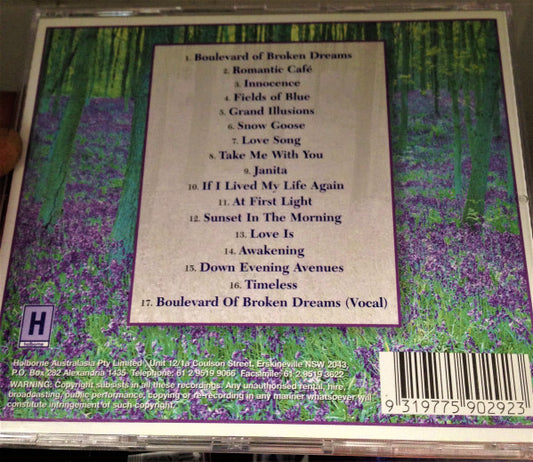 1. Boulevard of Broken Dreams
2. Romantic Café
3. Innocence
4. Fields of Blue
5. Grand Illusions
6. Snow Goose
7. Love Song
8. Take Me With You
9. Janita
10. If I Lived My Life Again
11. At First Light
12. Sunset In The Morning
13. Love Is
14. Awakening
15. Down Evening Avenues
16. Timeless
17. Boulevard Of Broken Dreams (Vocal)
H
holborne
Holborne Australasia Pty Limited, Unit 12/1a Coulson Street, Erskineville NSW 2043
P.O. Box 282 Alexandria 1435 Telephone: 61 2 9519 9066 Facsimile: 61 2 9519 3622
WARNING: Copyright subsists in all these recordings. Any unauthorised rental, hire,
broadcasting, public performance, copying or re-recording in any manner whatsoever will
constitute infringement of such copyright.
9 319775 902923